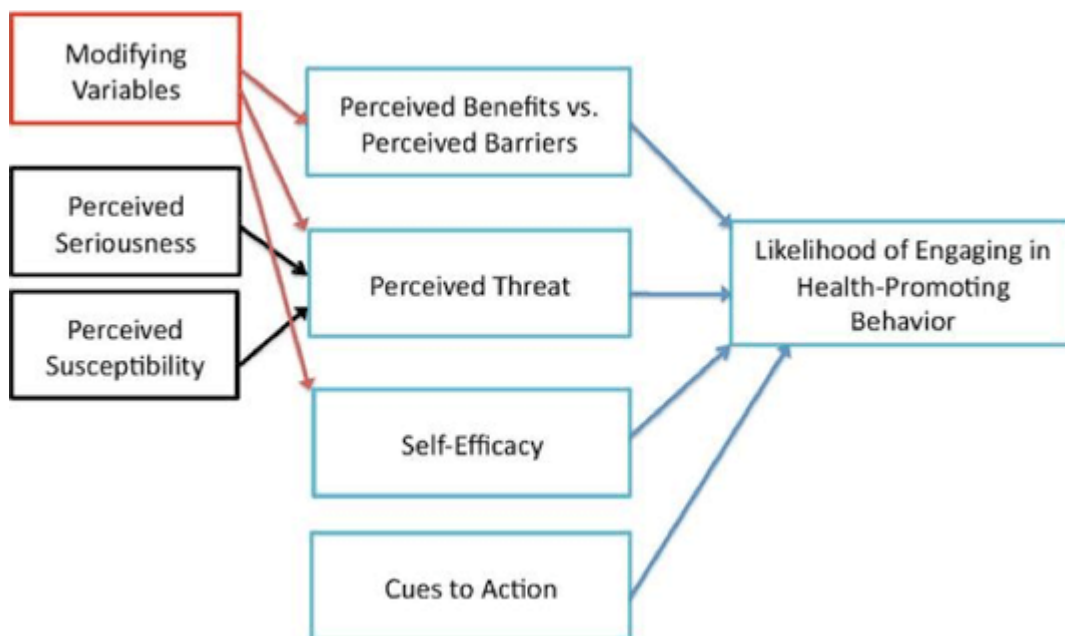 Modifying
Variables
Perceived Benefits vs.
Perceived Barriers
Perceived
Seriousness
Perceived Threat
Likelihood of Engaging in
Health-Promoting
Behavior
Perceived
Susceptibility
Self-Efficacy
Cues to Action